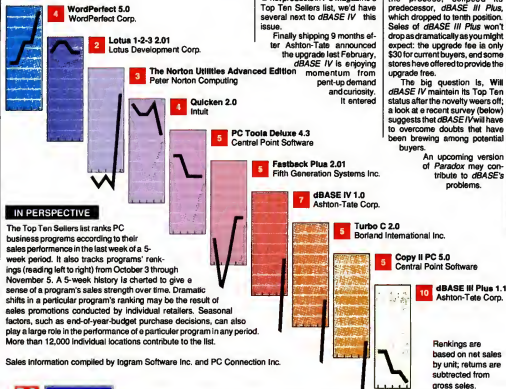 4
WordPerfect 5.0
WordPerfect Corp.
2
Lotus 1-2-3 2.01
Lotus Development Corp.
3
The Norton Utilities Advanced Edition
Peter Norton Computing
4
Quicken 2.0
Intuit
5
PC Tools Deluxe 4.3
Central Point Software
6
Fastback Plus 2.01
Fifth Generation Systems Inc.
7
dBASE IV 1.0
Ashton-Tate Corp.
5
Turbo C 2.0
Borland International Inc.
5
Copy II PC 5.0
Central Point Software
10
dBASE III Plus 1.1
Ashton-Tate Corp.
Top Ten Sellers list, we'd have
several next to dBASE IV this
issue.
Finally shipping 9 months af-
ter Ashton-Tate announced
the upgrade last February,
dBASE IV is enjoying
momentum from
pent-up demand
and curiosity.
It entered
predecessor, dBASE III Plus,
which dropped to tenth position.
Sales of dBASE III Plus won't
drop as dramatically as you might
expect: the upgrade fee is only
$30 for current buyers, and some
stores have offered to provide the
upgrade free.
The big question is, Will
dBASE IV maintain its Top Ten
status after the novelty wears off;
a look at a recent survey (below)
suggests that dBASE IV will have
to overcome doubts that have
been brewing among potential
buyers.
An upcoming version
of Paradox may con-
tribute to dBASE's
problems.
IN PERSPECTIVE
The Top Ten Sellers list ranks PC
business programs according to their
sales performance in the last week of a 5-
week period. It also tracks programs' rank-
ings (reading left to right) from October 3 through
November 5. A 5-week history is charted to give a
sense of a program's sales strength over time. Dramatic
shifts in a particular program's ranking may be the result of
sales promotions conducted by individual retailers. Seasonal
factors, such as end-of-year-budget purchase decisions, can also
play a large role in the performance of a particular program in any period.
More than 12,000 individual locations contribute to the list.
Sales information compiled by Ingram Software Inc. and PC Connection Inc.
Rankings are
based on net sales
by unit; returns are
subtracted from
gross sales.